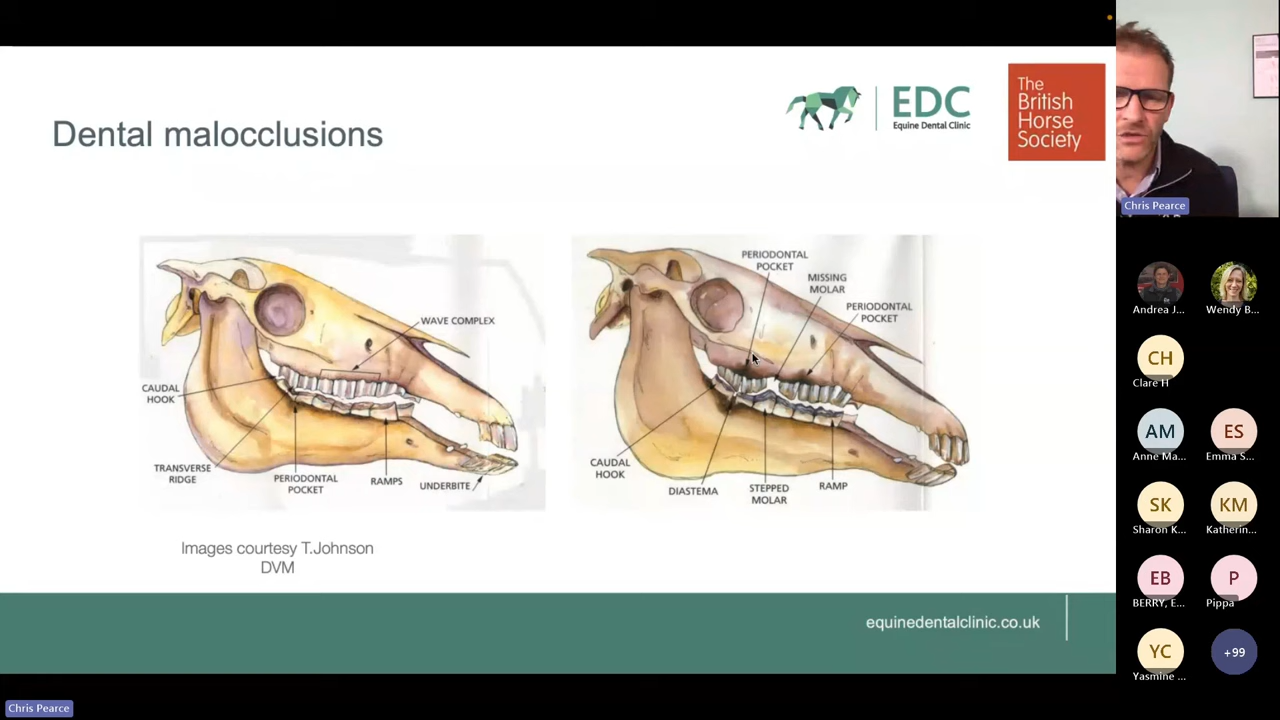 Dental malocclusions
EDC
Equine Dental Clinic
The
British
Horse
Society
WAVE COMPLEX
CAUDAL
HOOK
TRANSVERSE
RIDGE
PERIODONTAL
POCKET
RAMPS
UNDERBITE
PERIODONTAL
POCKET
MISSING
MOLAR
PERIODONTAL
POCKET
CAUDAL
HOOK
DIASTEMA
STEPPED
MOLAR
RAMP
Images courtesy T.Johnson
DVM
equinedentalclinic.co.uk
Chris Pearce
Andrea J...
Wendy B...
CH
Clare H
AM
Anne Ma...
ES
Emma S...
SK
Sharon K...
KM
Katherin...
EB
BERRY, E...
P
Pippa
YC
Yasmine ...
+99
Chris Pearce